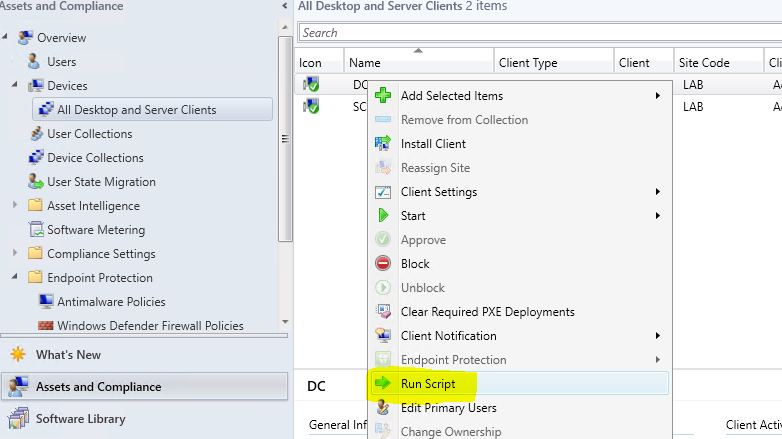 Assets and Compliance
Overview
Users
Devices
All Desktop and Server Clients
User Collections
Device Collections
User State Migration
Asset Intelligence
Software Metering
Compliance Settings
Endpoint Protection
Antimalware Policies
Windows Defender Firewall Policies
What's New
Assets and Compliance
Software Library
All Desktop and Server Clients 2 items
Search
Icon Name Client Type Client Site Code Cli
DC LAB
SC LAB
Add Selected Items
Remove from Collection
Install Client
Reassign Site
Client Settings
Start
Approve
Block
Unblock
Clear Required PXE Deployments
Client Notification
Endpoint Protection
Run Script
Edit Primary Users
Change Ownership
DC
General Inf
Client Activ